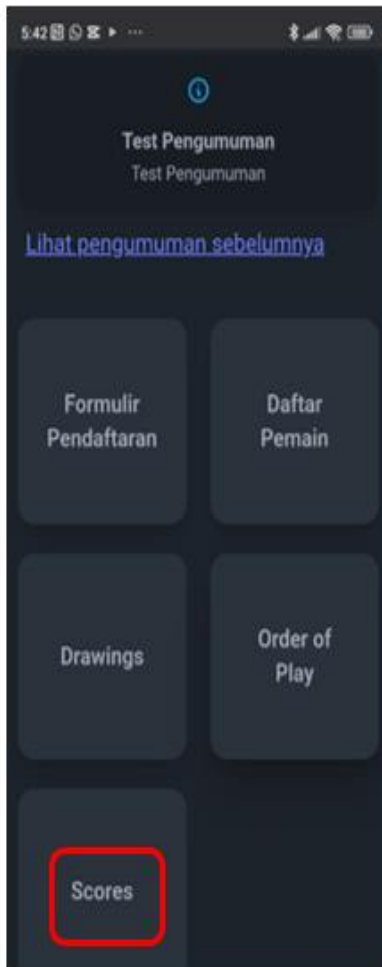 5:42
Test Pengumuman
Test Pengumuman
Lihat pengumuman sebelumnya
Formulir
Pendaftaran
Daftar
Pemain
Drawings
Order of
Play
Scores